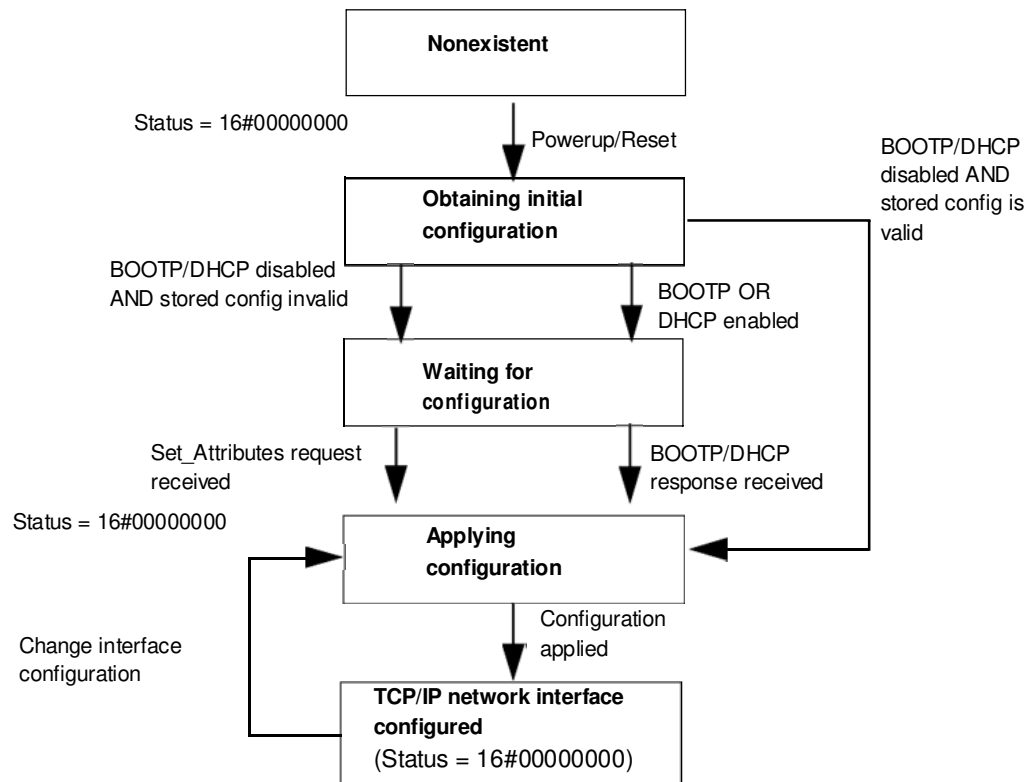 Nonexistent
Status = 16#00000000
Powerup/Reset
BOOTP/DHCP
disabled AND
stored config is
valid
Obtaining initial
configuration
BOOTP/DHCP disabled
AND stored config invalid
BOOTP OR
DHCP enabled
Waiting for
configuration
Set_Attributes request
received
BOOTP/DHCP
response received
Status = 16#00000000
Applying
configuration
Change interface
configuration
Configuration
applied
TCP/IP network interface
configured
(Status = 16#00000000)